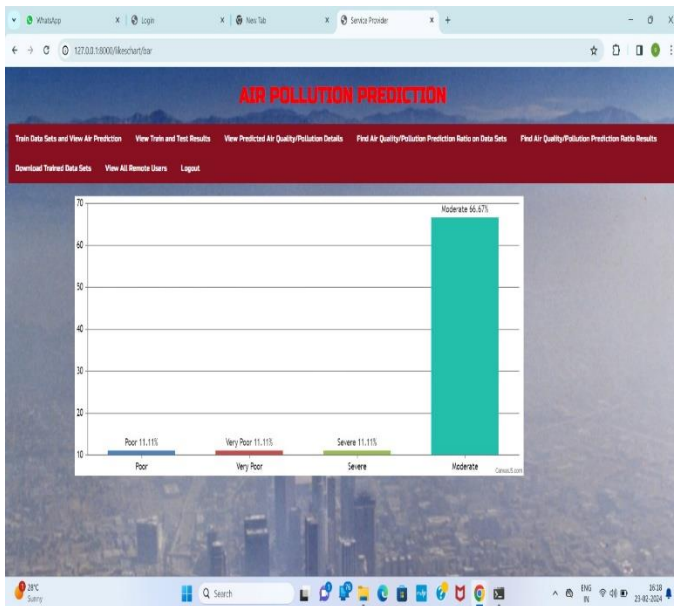 WhatsApp
Login
New Tab
Service Provider
127.0.0.1:8000/likeschart/bar
AIR POLLUTION PREDICTION
Train Data Sets and View Air Prediction View Train and Test Results View Predicted Air Quality/Pollution Details Find Air Quality/Pollution Prediction Ratio on Data Sets Find Air Quality/Pollution Prediction Ratio Results
Download Trained Data Sets View All Remote Users Logout
70
Moderate 66.67%
60
50
40
30
20
Poor 11.11% Very Poor 11.11% Severe 11.11%
10
Poor Very Poor Severe Moderate
CanvasJS.com
28°C
Sunny
Search
ENG
IN
16:18
23-02-2024